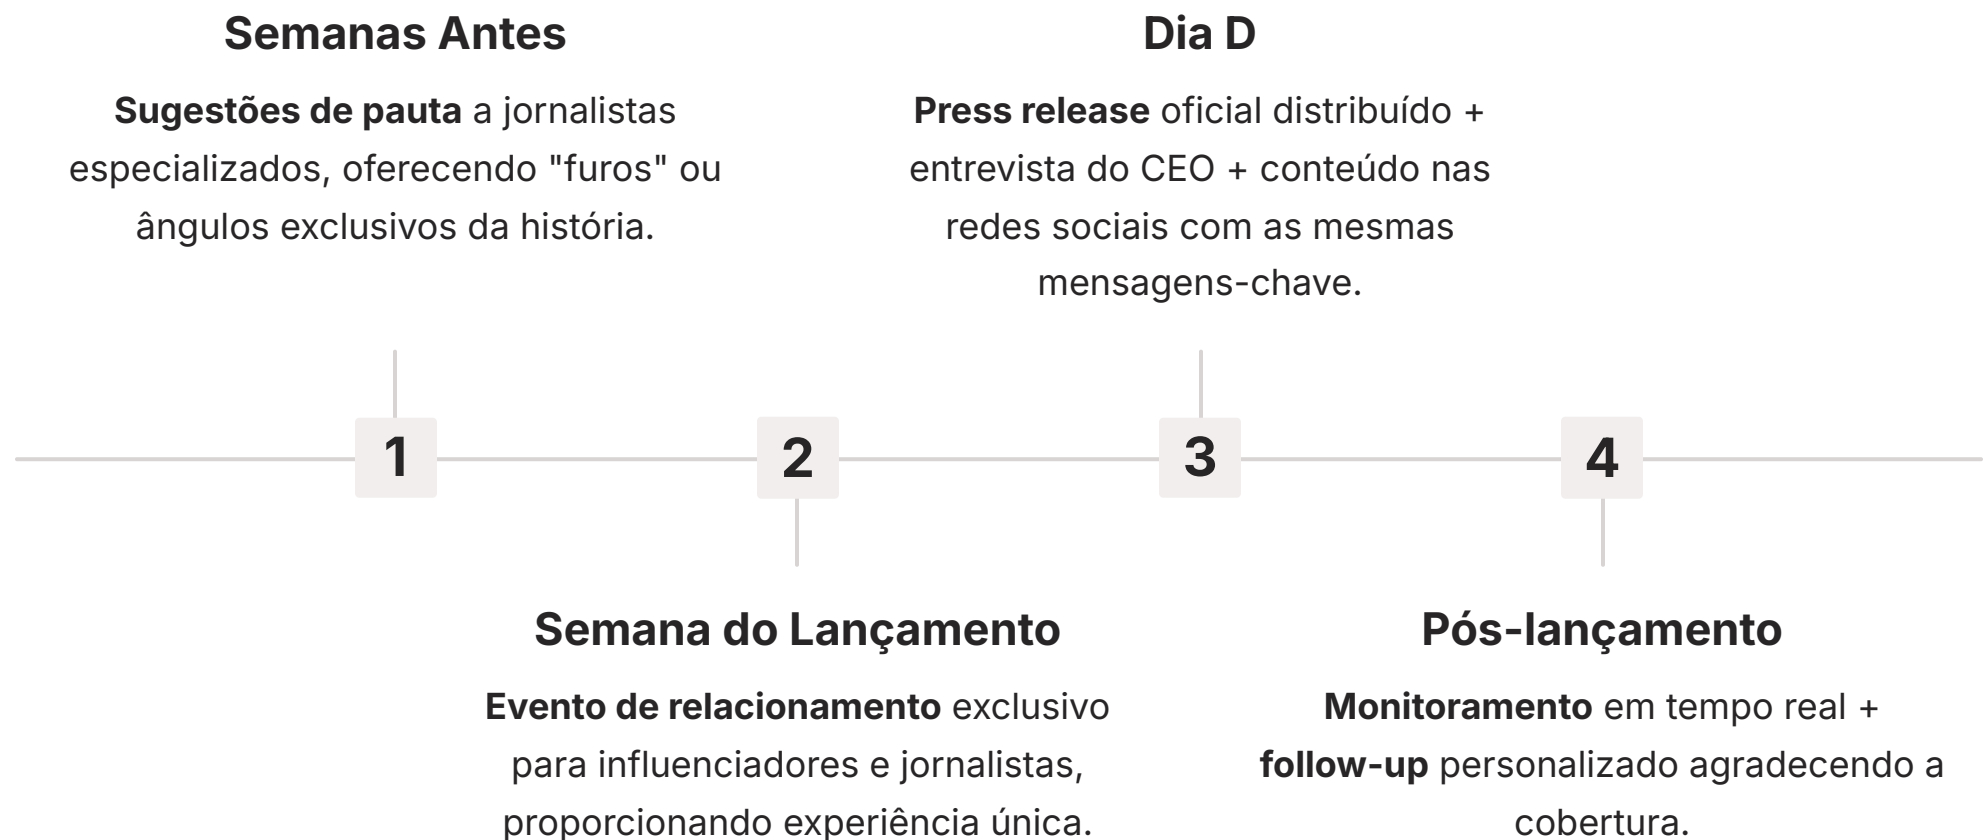 Semanas Antes
Sugestões de pauta a jornalistas
especializados, oferecendo "furos" ou
ângulos exclusivos da história.
Dia D
Press release oficial distribuído +
entrevista do CEO + conteúdo nas
redes sociais com as mesmas
mensagens-chave.
1
2
3
4
Semana do Lançamento
Evento de relacionamento exclusivo
para influenciadores e jornalistas,
proporcionando experiência única.
Pós-lançamento
Monitoramento em tempo real +
follow-up personalizado agradecendo a
cobertura.